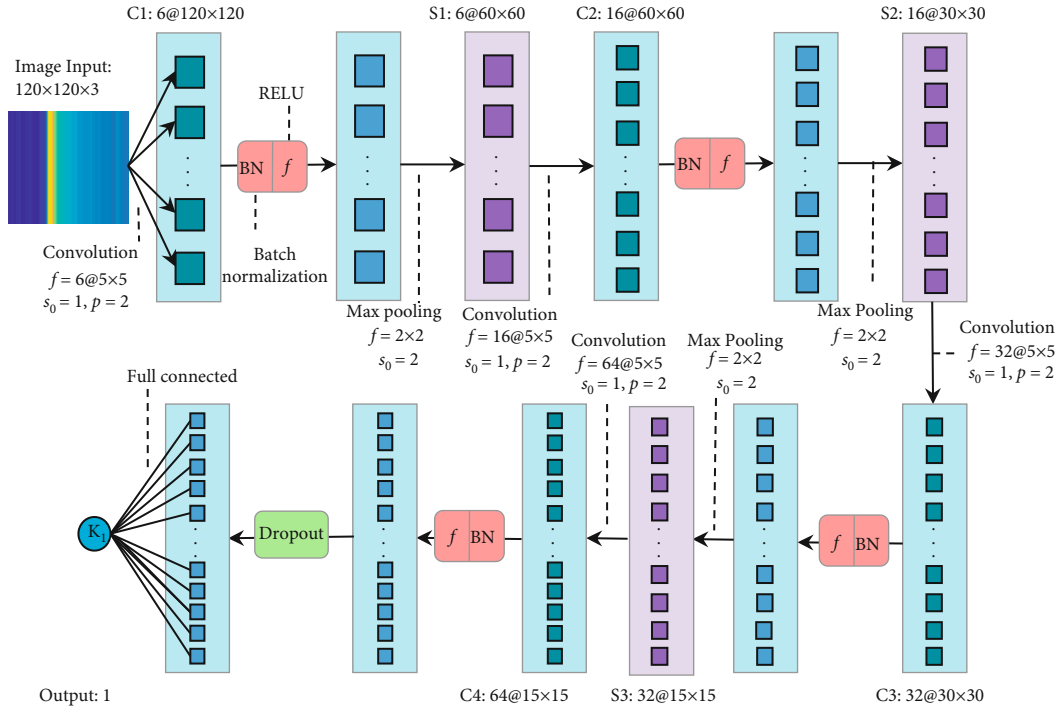 C1: 6@120×120
S1: 6@60×60
C2: 16@60×60
S2: 16@30×30
Image Input:
120×120×3
RELU
BN
f
BN
f
Convolution
f = 6@5×5
s₀ = 1, p = 2
Batch
normalization
Max pooling
f = 2×2
s₀ = 2
Convolution
f = 16@5×5
s₀ = 1, p = 2
Convolution
f = 64@5×5
s₀ = 1, p = 2
Max Pooling
f = 2×2
s₀ = 2
Max Pooling
f = 2×2
s₀ = 2
Convolution
f = 32@5×5
s₀ = 1, p = 2
Full connected
K₁
Dropout
f
BN
f
BN
Output: 1
C4: 64@15×15
S3: 32@15×15
C3: 32@30×30